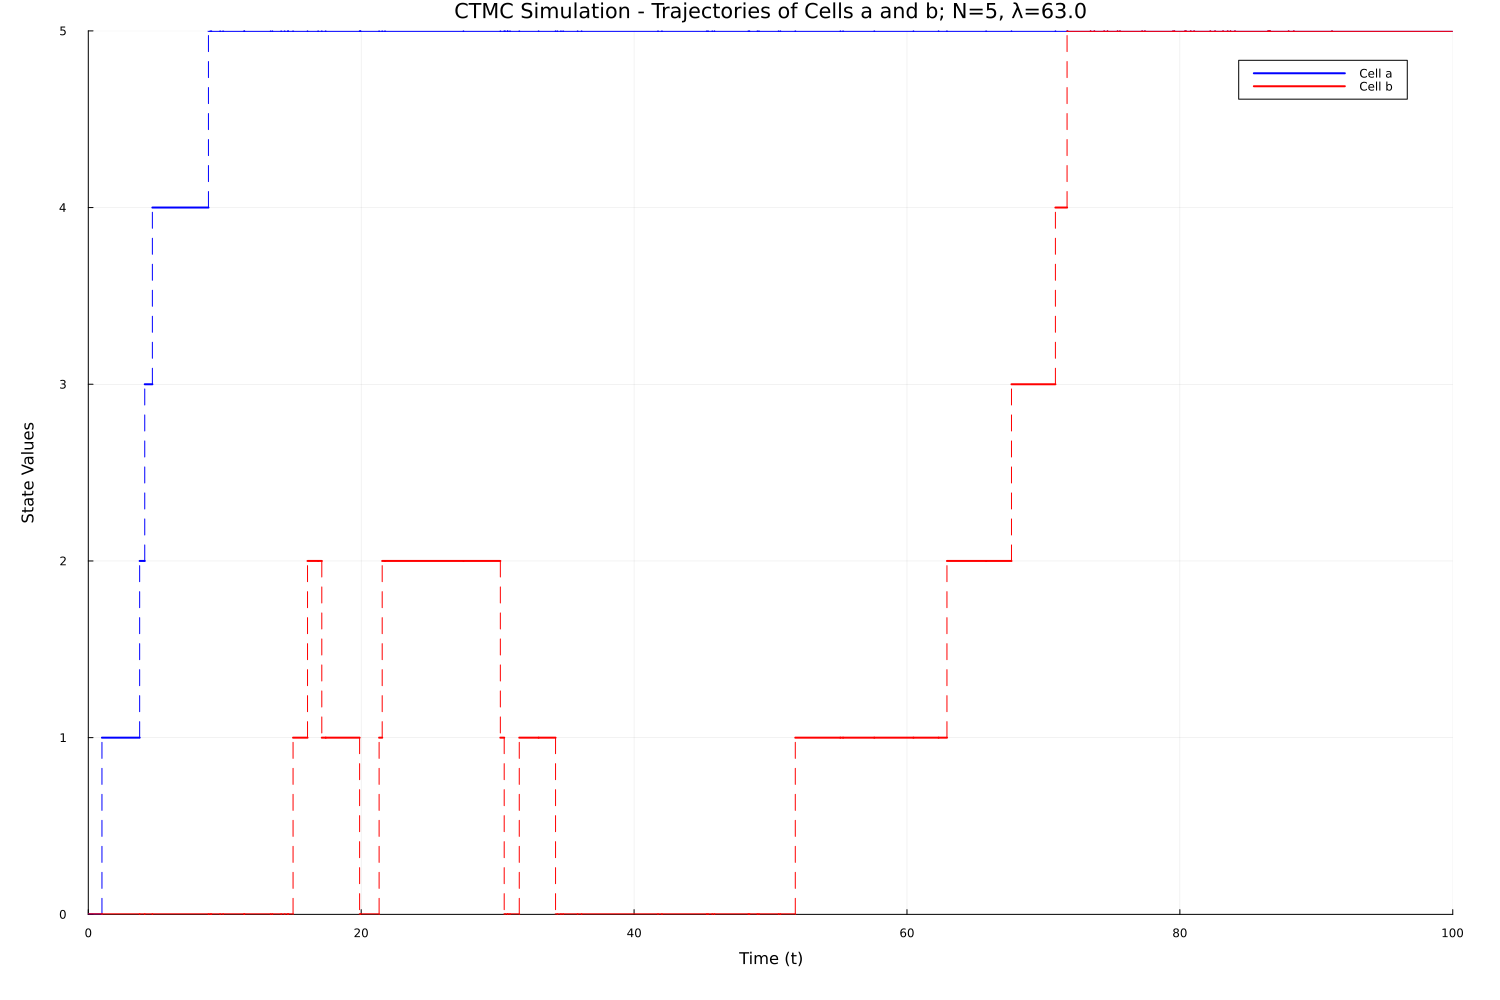 CTMC Simulation - Trajectories of Cells a and b; N=5, λ=63.0
5
Cell a
Cell b
4
3
State Values
2
1
0
0 20 40 60 80 100
Time (t)